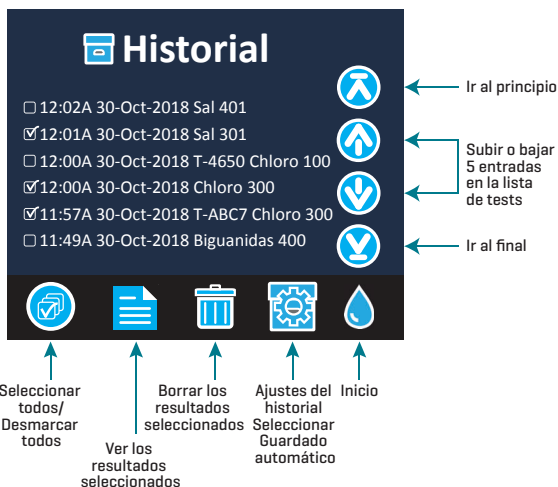 Historial
12:02A 30-Oct-2018 Sal 401
12:01A 30-Oct-2018 Sal 301
12:00A 30-Oct-2018 T-4650 Chloro 100
12:00A 30-Oct-2018 Chloro 300
11:57A 30-Oct-2018 T-ABC7 Chloro 300
11:49A 30-Oct-2018 Biguanidas 400
Ir al principio
Subir o bajar
5 entradas
en la lista
de tests
Ir al final
Seleccionar
todos/
Desmarcar
todos
Ver los
resultados
seleccionados
Borrar los
resultados
seleccionados
Ajustes del
historial
Seleccionar
Guardado
automático
Inicio